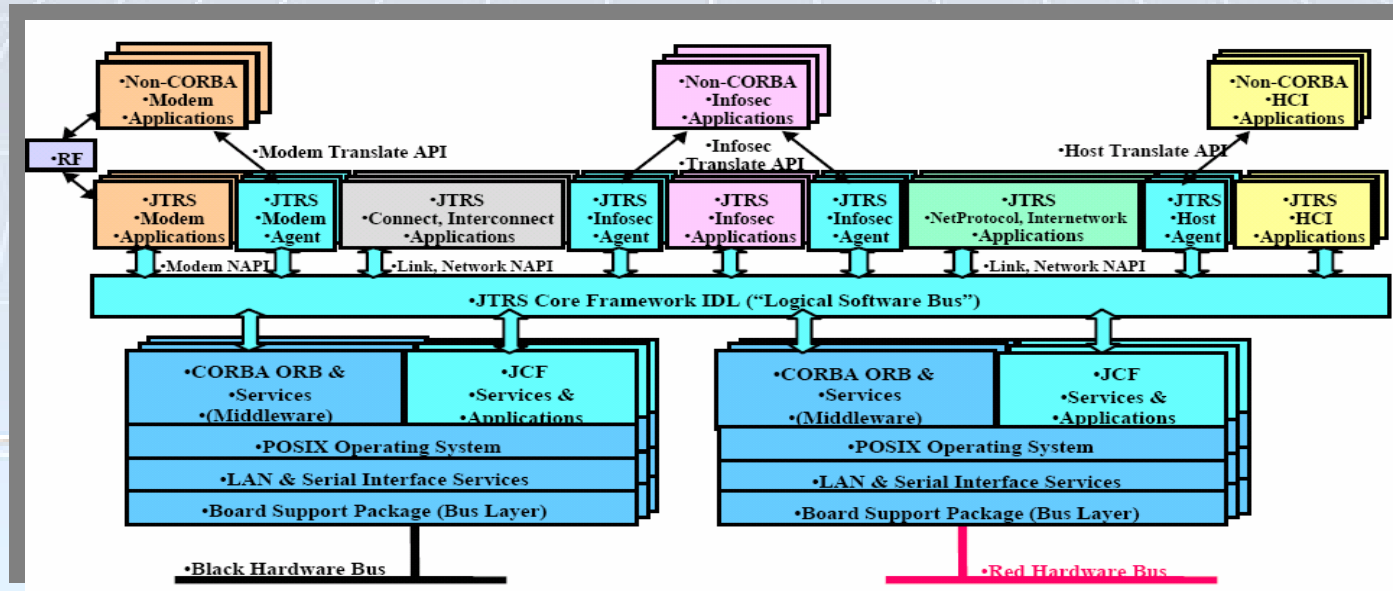 •Non-CORBA
•Modem
•Applications
•Non-CORBA
•Infosec
•Applications
•Non-CORBA
•HCI
•Applications
•RF
•Modem Translate API
•Infosec
•Translate API
•Host Translate API
•JTRS
•Modem
•Applications
•JTRS
•Modem
•Agent
•JTRS
•Connect, Interconnect
•Applications
•JTRS
•Infosec
•Agent
•JTRS
•Infosec
•Applications
•JTRS
•Infosec
•Agent
•JTRS
•NetProtocol, Internetwork
•Applications
•JTRS
•Host
•Agent
•JTRS
•HCI
•Applications
•Modem NAPI
•Link, Network NAPI
•Link, Network NAPI
•JTRS Core Framework IDL (“Logical Software Bus”)
•CORBA ORB &
•Services
•(Middleware)
•JCF
•Services &
•Applications
•POSIX Operating System
•LAN & Serial Interface Services
•Board Support Package (Bus Layer)
•CORBA ORB &
•Services
•(Middleware)
•JCF
•Services &
•Applications
•POSIX Operating System
•LAN & Serial Interface Services
•Board Support Package (Bus Layer)
•Black Hardware Bus
•Red Hardware Bus